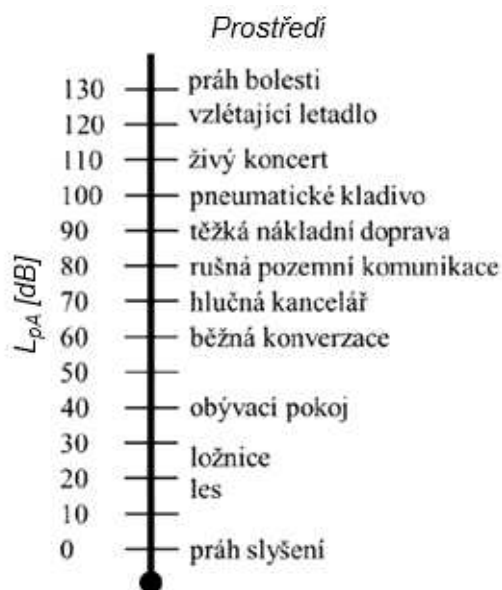 Prostředí
130 práh bolesti
vzlétající letadlo
120
110 živý koncert
100 pneumatické kladivo
90 těžká nákladní doprava
80 rušná pozemní komunikace
70 hlučná kancelář
60 běžná konverzace
50
40 obývací pokoj
30
ložnice
20
les
10
0 práh slyšení
LpA [dB]